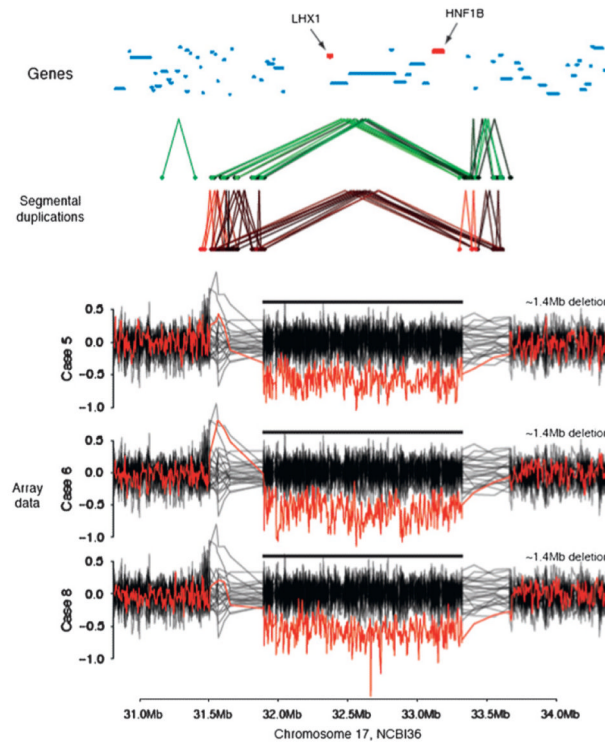 LHX1
HNF1B
Genes
Segmental
duplications
~1.4Mb deletion
0.5
0.0
-0.5
-1.0
Case 5
~1.4Mb deletion
0.5
0.0
-0.5
-1.0
Case 6
Array
data
~1.4Mb deletion
0.5
0.0
-0.5
-1.0
Case 8
31.0Mb 31.5Mb 32.0Mb 32.5Mb 33.0Mb 33.5Mb 34.0Mb
Chromosome 17, NCBI36